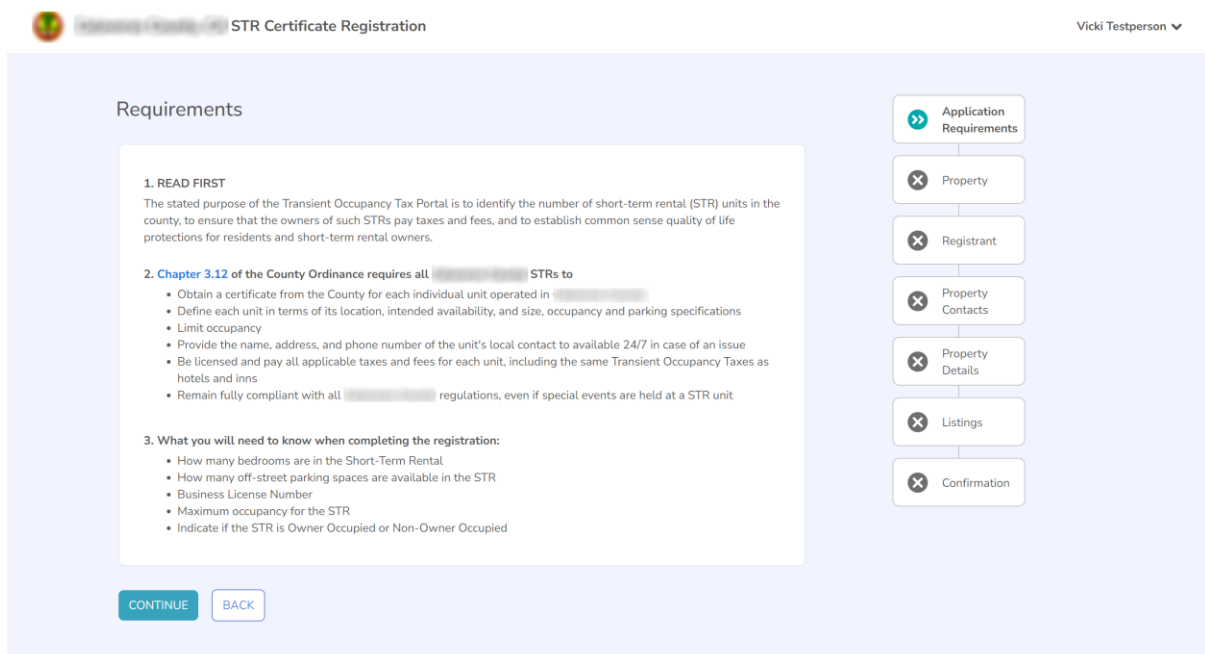 STR Certificate Registration
Vicki Testperson
Requirements
1. READ FIRST
The stated purpose of the Transient Occupancy Tax Portal is to identify the number of short-term rental (STR) units in the
county, to ensure that the owners of such STRs pay taxes and fees, and to establish common sense quality of life
protections for residents and short-term rental owners.
2. Chapter 3.12 of the County Ordinance requires all STRs to
• Obtain a certificate from the County for each individual unit operated in
• Define each unit in terms of its location, intended availability, and size, occupancy and parking specifications
• Limit occupancy
• Provide the name, address, and phone number of the unit's local contact to available 24/7 in case of an issue
• Be licensed and pay all applicable taxes and fees for each unit, including the same Transient Occupancy Taxes as
hotels and inns
• Remain fully compliant with all regulations, even if special events are held at a STR unit
3. What you will need to know when completing the registration:
• How many bedrooms are in the Short-Term Rental
• How many off-street parking spaces are available in the STR
• Business License Number
• Maximum occupancy for the STR
• Indicate if the STR is Owner Occupied or Non-Owner Occupied
CONTINUE
BACK
Application
Requirements
Property
Registrant
Property
Contacts
Property
Details
Listings
Confirmation